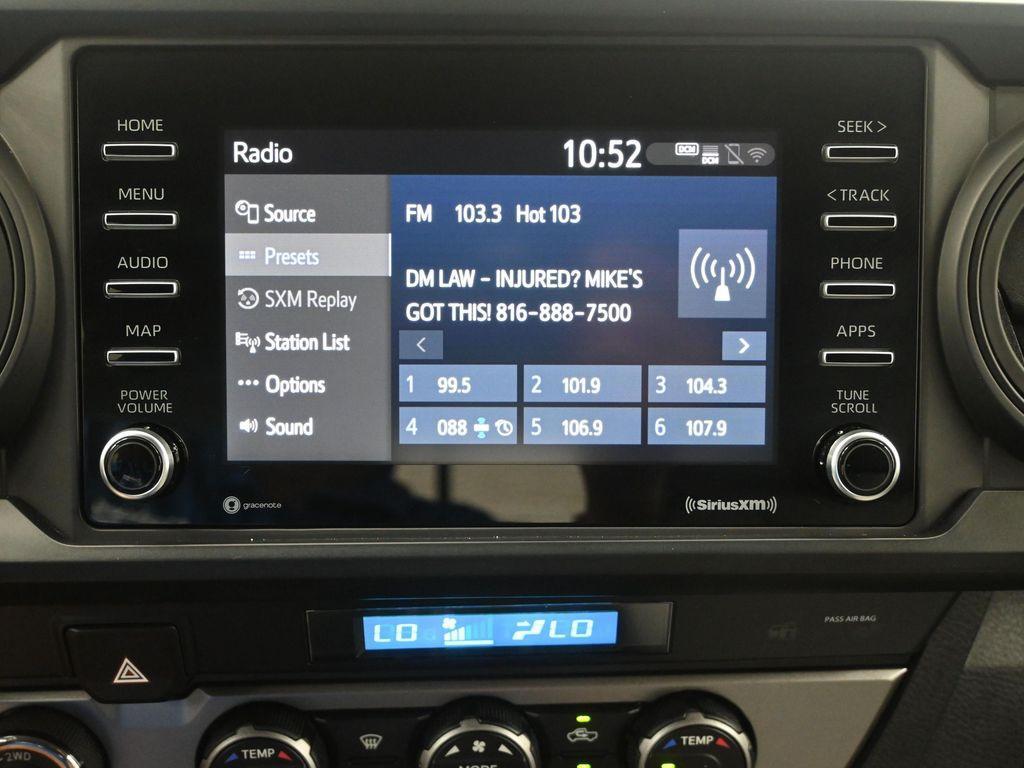 HOME
MENU
AUDIO
MAP
POWER
VOLUME
Radio
10:52
DCM
DCM
Source
Presets
SXM Replay
Station List
Options
Sound
FM 103.3 Hot 103
DM LAW - INJURED? MIKE'S
GOT THIS! 816-888-7500
< >
1 99.5
2 101.9
3 104.3
4 088
5 106.9
6 107.9
SEEK >
< TRACK
PHONE
APPS
TUNE
SCROLL
gracenote
((SiriusXM))
LO LO
PASS AIR BAG
2WD
TEMP
MODE
TEMP